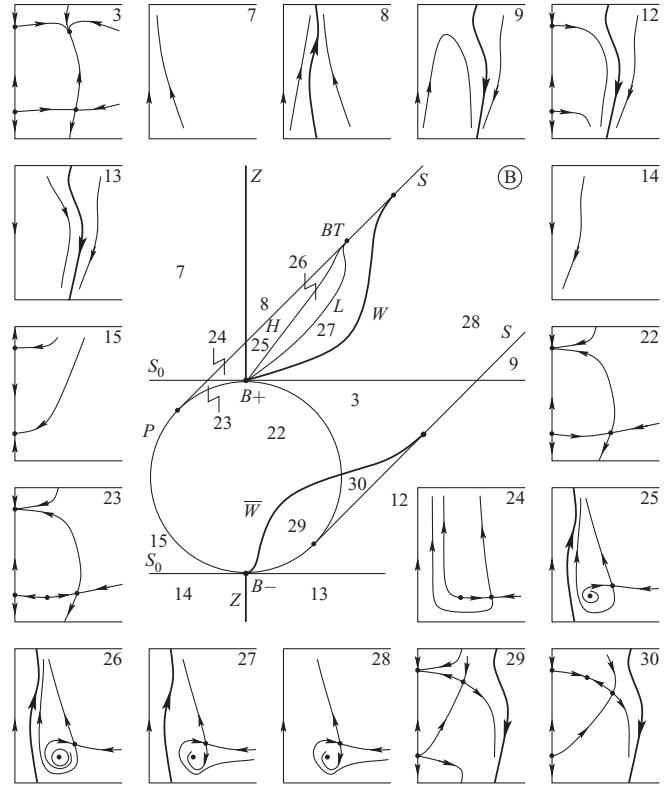 3 7 8 9 12
13 Z S B 14
BT
26
7 8 L W
H 27 28
24 25 S
S0 9
15 B+ 3 22
P 23
22
W 30
23 12 24 25
29
15
S0
14 B− 13
Z
26 27 28 29 30